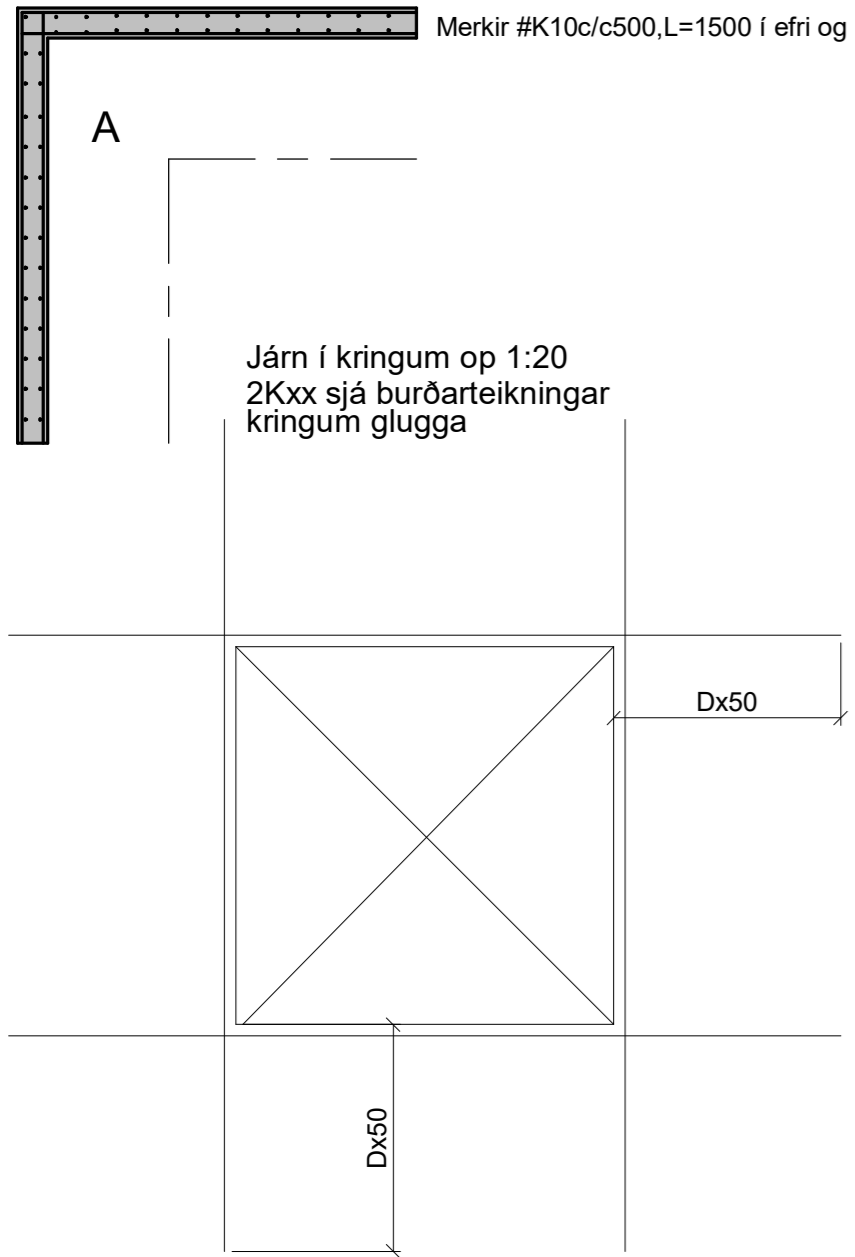 Merkir #K10c/c500,L=1500 í efri og
A
Járn í kringum op 1:20
2Kxx sjá burðarteikningar
kringum glugga
Dx50
Dx50